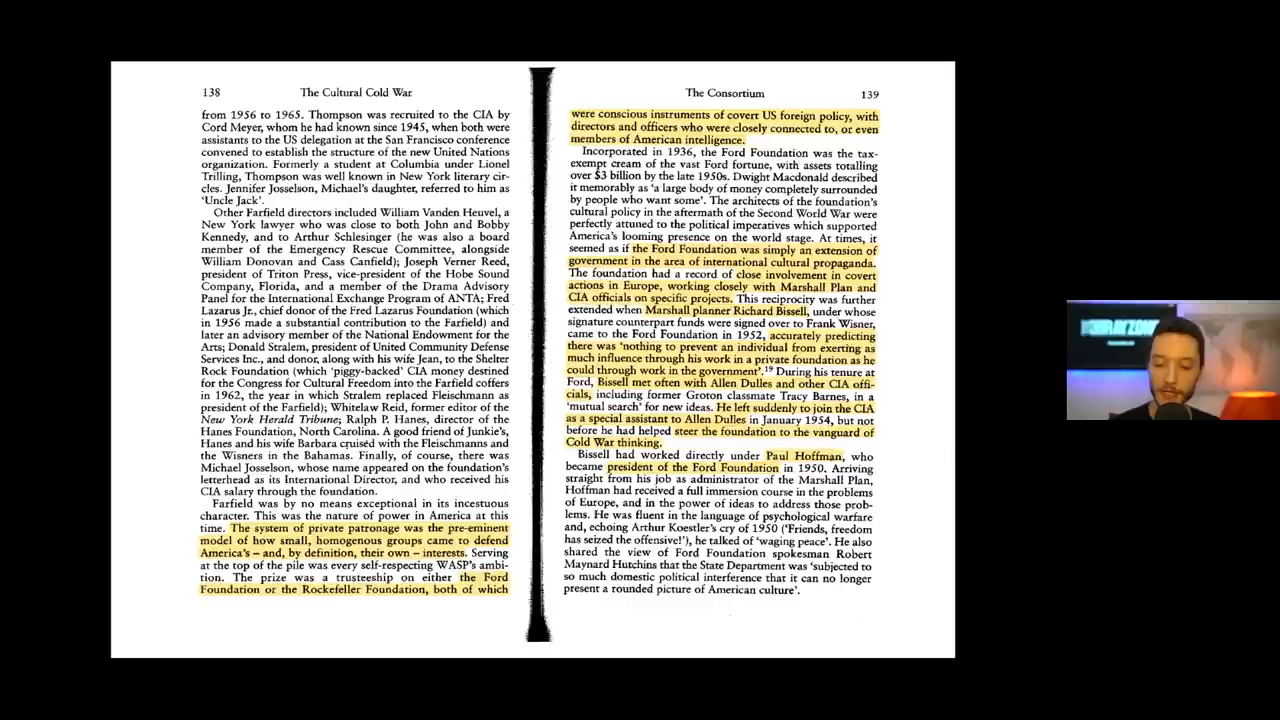 138
The Cultural Cold War
from 1956 to 1965. Thompson was recruited to the CIA by
Cord Meyer, whom he had known since 1945, when both were
assistants to the US delegation at the San Francisco conference
convened to establish the structure of the new United Nations
organization. Formerly a student at Columbia under Lionel
Trilling, Thompson was well known in New York literary cir-
cles. Jennifer Josselson, Michael's daughter, referred to him as
'Uncle Jack'.
Other Farfield directors included William Vanden Heuvel, a
New York lawyer who was close to both John and Bobby
Kennedy, and to Arthur Schlesinger (he was also a board
member of the Emergency Rescue Committee, alongside
William Donovan and Cass Canfield); Joseph Verner Reed,
president of Triton Press, vice-president of the Hobe Sound
Company, Florida, and a member of the Drama Advisory
Panel for the International Exchange Program of ANTA; Fred
Lazarus Jr., chief donor of the Fred Lazarus Foundation (which
in 1956 made a substantial contribution to the Farfield) and
later an advisory member of the National Endowment for the
Arts; Donald Stralem, president of United Community Defense
Services Inc., and donor, along with his wife Jean, to the Shelter
Rock Foundation (which 'piggy-backed' CIA money destined
for the Congress for Cultural Freedom into the Farfield coffers
in 1962, the year in which Stralem replaced Fleischmann as
president of the Farfield); Whitelaw Reid, former editor of the
New York Herald Tribune; Ralph P. Hanes, director of the
Hanes Foundation, North Carolina. A good friend of Junkie's,
Hanes and his wife Barbara cruised with the Fleischmanns and
the Wisners in the Bahamas. Finally, of course, there was
Michael Josselson, whose name appeared on the foundation's
letterhead as its International Director, and who received his
CIA salary through the foundation.
Farfield was by no means exceptional in its incestuous
character. This was the nature of power in America at this
time. The system of private patronage was the pre-eminent
model of how small, homogenous groups came to defend
America's – and, by definition, their own – interests. Serving
at the top of the pile was every self-respecting WASP's ambi-
tion. The prize was a trusteeship on either the Ford
Foundation or the Rockefeller Foundation, both of which
The Consortium
139
were conscious instruments of covert US foreign policy, with
directors and officers who were closely connected to, or even
members of American intelligence.
Incorporated in 1936, the Ford Foundation was the tax-
exempt cream of the vast Ford fortune, with assets totalling
over $3 billion by the late 1950s. Dwight Macdonald described
it memorably as 'a large body of money completely surrounded
by people who want some'. The architects of the foundation's
cultural policy in the aftermath of the Second World War were
perfectly attuned to the political imperatives which supported
America's looming presence on the world stage. At times, it
seemed as if the Ford Foundation was simply an extension of
government in the area of international cultural propaganda.
The foundation had a record of close involvement in covert
actions in Europe, working closely with Marshall Plan and
CIA officials on specific projects. This reciprocity was further
extended when Marshall planner Richard Bissell, under whose
signature counterpart funds were signed over to Frank Wisner,
came to the Ford Foundation in 1952, accurately predicting
there was 'nothing to prevent an individual from exerting as
much influence through his work in a private foundation as he
could through work in the government'.19 During his tenure at
Ford, Bissell met often with Allen Dulles and other CIA offi-
cials, including former Groton classmate Tracy Barnes, in a
'mutual search' for new ideas. He left suddenly to join the CIA
as a special assistant to Allen Dulles in January 1954, but not
before he had helped steer the foundation to the vanguard of
Cold War thinking.
Bissell had worked directly under Paul Hoffman, who
became president of the Ford Foundation in 1950. Arriving
straight from his job as administrator of the Marshall Plan,
Hoffman had received a full immersion course in the problems
of Europe, and in the power of ideas to address those prob-
lems. He was fluent in the language of psychological warfare
and, echoing Arthur Koestler's cry of 1950 ('Friends, freedom
has seized the offensive!'), he talked of 'waging peace'. He also
shared the view of Ford Foundation spokesman Robert
Maynard Hutchins that the State Department was 'subjected to
so much domestic political interference that it can no longer
present a rounded picture of American culture'.